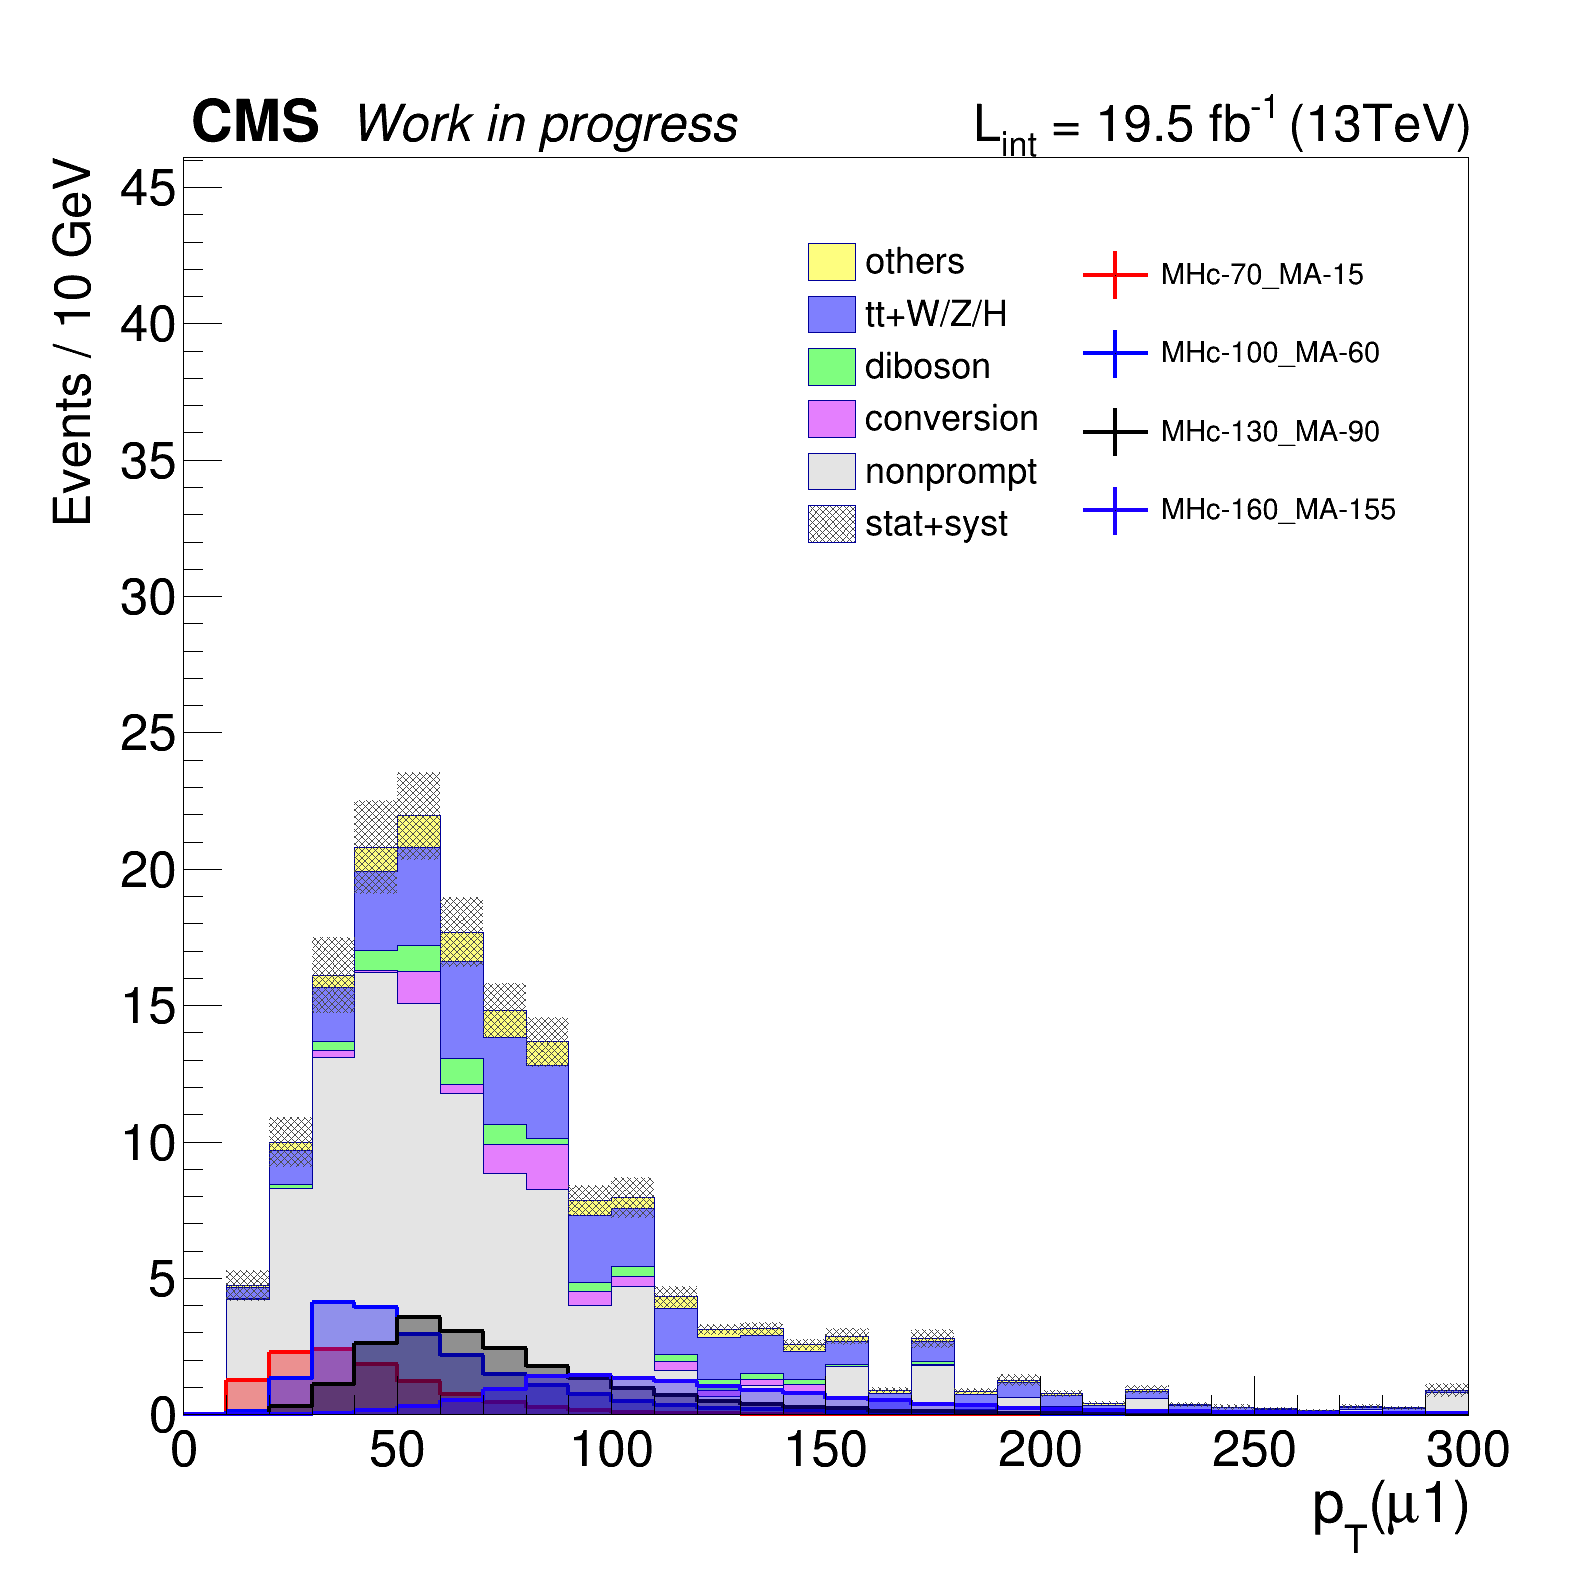 CMS Work in progress
L_int = 19.5 fb^-1 (13TeV)
Events / 10 GeV
45
40
35
30
25
20
15
10
5
0
others
tt+W/Z/H
diboson
conversion
nonprompt
stat+syst
MHc-70_MA-15
MHc-100_MA-60
MHc-130_MA-90
MHc-160_MA-155
0 50 100 150 200 250 300
p_T(μ1)